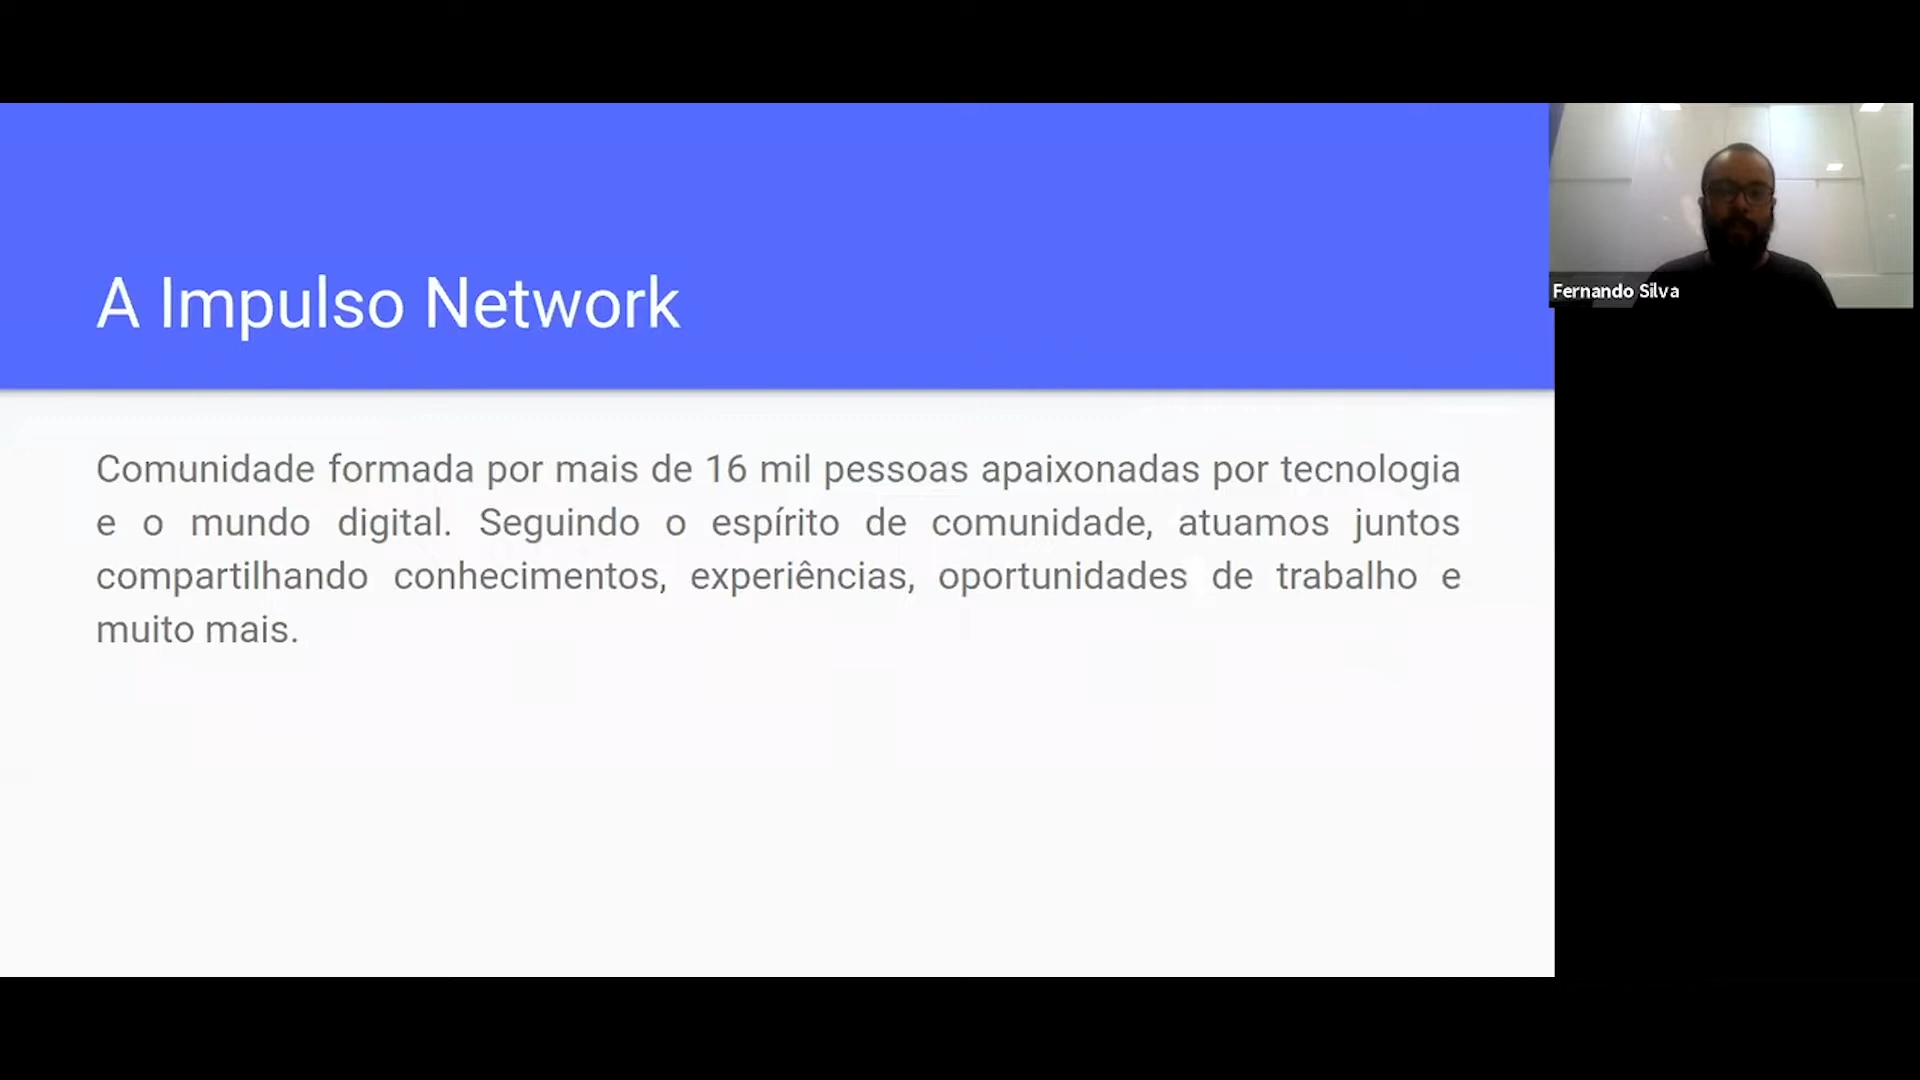 A Impulso Network
Comunidade formada por mais de 16 mil pessoas apaixonadas por tecnologia
e o mundo digital. Seguindo o espírito de comunidade, atuamos juntos
compartilhando conhecimentos, experiências, oportunidades de trabalho e
muito mais.
Fernando Silva